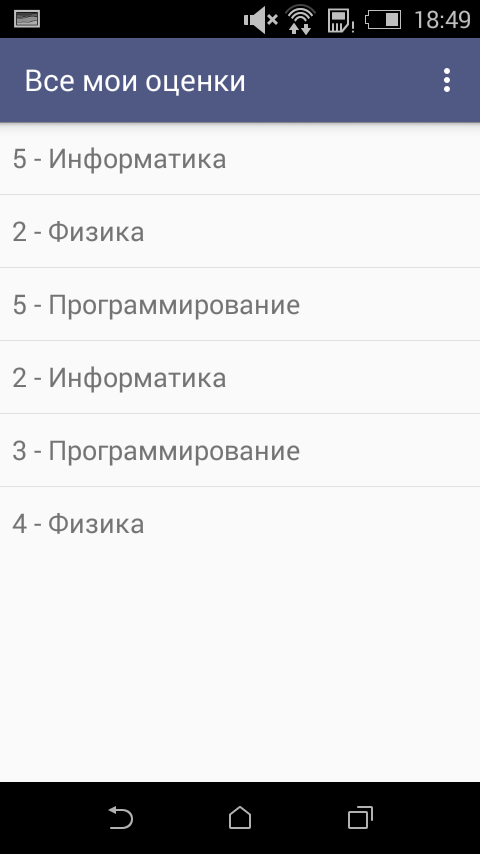 18:49
Все мои оценки
5 - Информатика
2 - Физика
5 - Программирование
2 - Информатика
3 - Программирование
4 - Физика